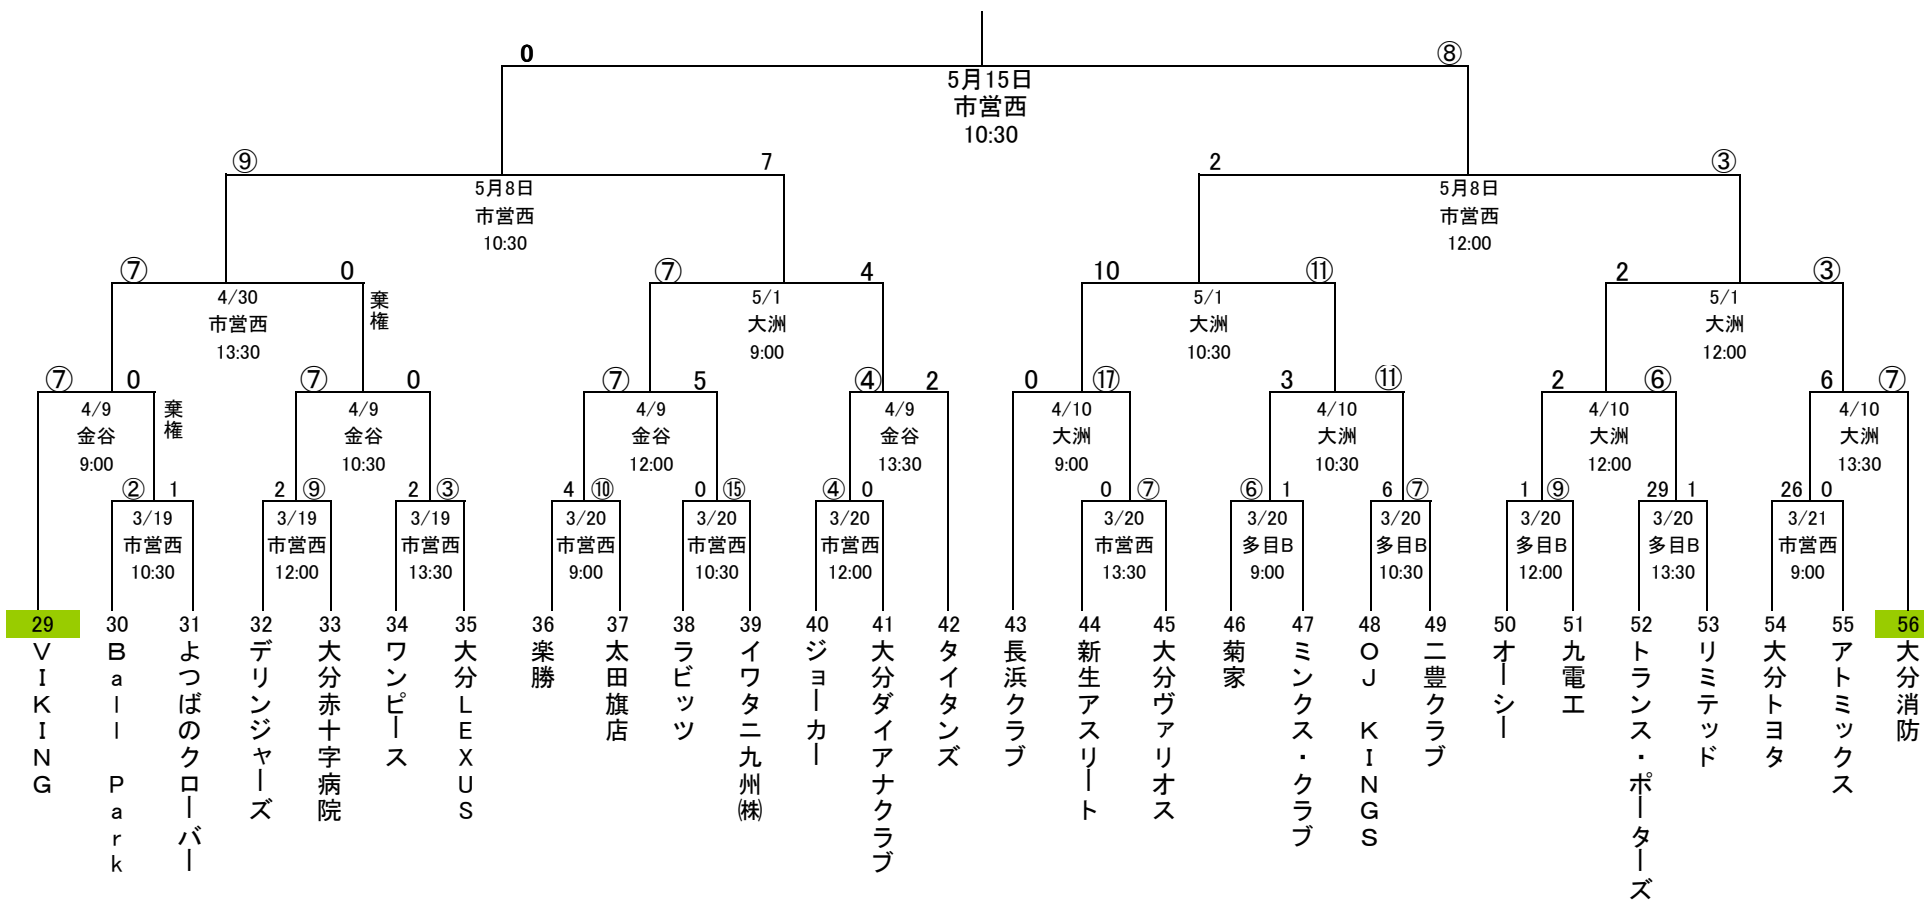 0 ⑧
5月15日
市営西
10:30
⑨ 7 2 ③
5月8日 5月8日
市営西 市営西
10:30 12:00
⑦ 0 ⑦ 4 10 ⑪ 2 ③
棄権
4/30 5/1 5/1 5/1
市営西 大洲 大洲 大洲
13:30 9:00 10:30 12:00
⑦ 0 ⑦ 0 ⑦ 5 ④ 2 0 ⑰ 3 ⑪ 2 ⑥ 6 ⑦
棄権
4/9 4/9 4/9 4/9 4/10 4/10 4/10 4/10
金谷 金谷 金谷 金谷 大洲 大洲 大洲 大洲
9:00 10:30 12:00 13:30 9:00 10:30 12:00 13:30
② 1 2 ⑨ 2 ③ 4 ⑩ 0 ⑮ ④ 0 0 ⑦ ⑥ 1 6 ⑦ 1 ⑨ 29 1 26 0
3/19 3/19 3/19 3/20 3/20 3/20 3/20 3/20 3/20 3/20 3/20 3/21
市営西 市営西 市営西 市営西 市営西 市営西 市営西 多目B 多目B 多目B 多目B 市営西
10:30 12:00 13:30 9:00 10:30 12:00 13:30 9:00 10:30 12:00 13:30 9:00
29 VIKING
30 Ball Park
31 よつばのクローバー
32 デリンジャーズ
33 大分赤十字病院
34 ワンピース
35 大分LEXUS
36 楽勝
37 太田旗店
38 ラビッツ
39 イワタニ九州㈱
40 ジョーカー
41 大分ダイアナクラブ
42 タイタンズ
43 長浜クラブ
44 新生アスリート
45 大分ヴァリオス
46 菊家
47 ミンクス・クラブ
48 OJ KINGS
49 二豊クラブ
50 オーシー
51 九電工
52 トランス・ポーターズ
53 リミテッド
54 大分トヨタ
55 アトミックス
56 大分消防